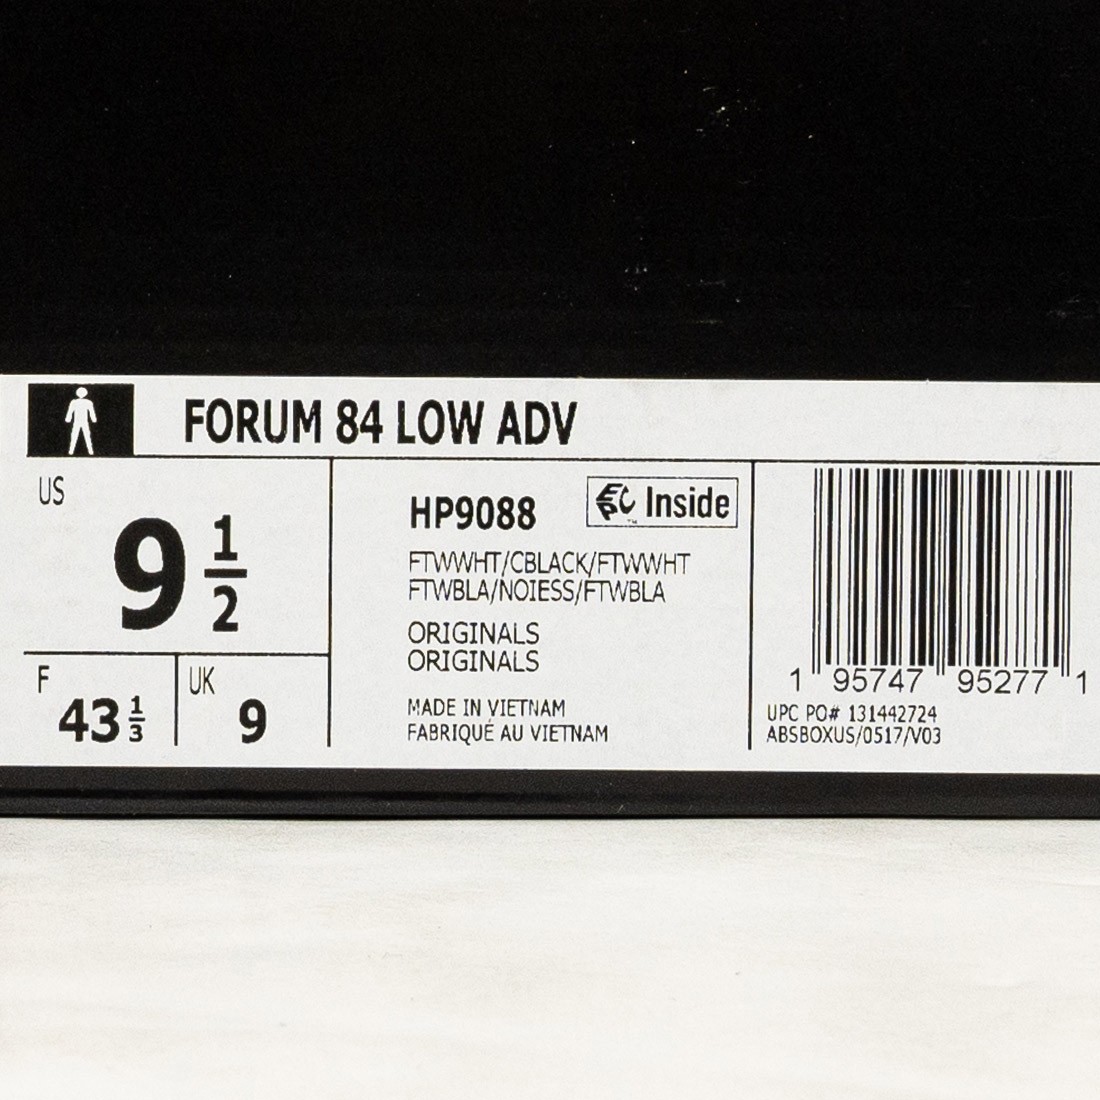 FORUM 84 LOW ADV
US
9 1/2
F
43 1/3
UK
9
HP9088
EPC™ Inside
FTWWHT/CBLACK/FTWWHT
FTWBLA/NOIESS/FTWBLA
ORIGINALS
ORIGINALS
MADE IN VIETNAM
FABRIQUÉ AU VIETNAM
1 95747 95277 1
UPC PO# 131442724
ABSBOXUS/0517/V03